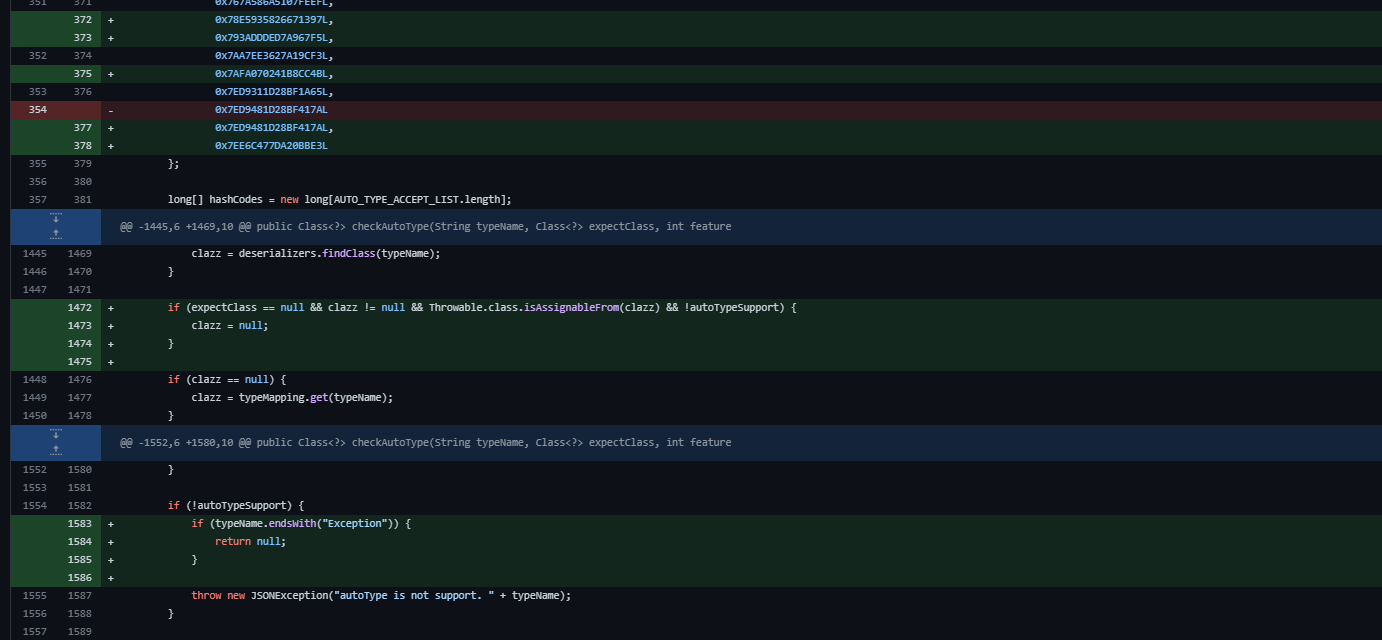 351 371 0x767A586A5107FEEFL,
372 + 0x78E5935826671397L,
373 + 0x793ADDDED7A967F5L,
352 374 0x7AA7EE3627A19CF3L,
375 + 0x7AFA070241B8CC4BL,
353 376 0x7ED9311D28BF1A65L,
354 - 0x7ED9481D28BF417AL
377 + 0x7ED9481D28BF417AL,
378 + 0x7EE6C477DA20BBE3L
355 379 };
356 380
357 381 long[] hashCodes = new long[AUTO_TYPE_ACCEPT_LIST.length];
@@ -1445,6 +1469,10 @@ public Class<?> checkAutoType(String typeName, Class<?> expectClass, int feature
1445 1469 clazz = deserializers.findClass(typeName);
1446 1470 }
1447 1471
1472 + if (expectClass == null && clazz != null && Throwable.class.isAssignableFrom(clazz) && !autoTypeSupport) {
1473 + clazz = null;
1474 + }
1475 +
1448 1476 if (clazz == null) {
1449 1477 clazz = typeMapping.get(typeName);
1450 1478 }
@@ -1552,6 +1580,10 @@ public Class<?> checkAutoType(String typeName, Class<?> expectClass, int feature
1552 1580 }
1553 1581
1554 1582 if (!autoTypeSupport) {
1583 + if (typeName.endsWith("Exception")) {
1584 + return null;
1585 + }
1586 +
1555 1587 throw new JSONException("autoType is not support. " + typeName);
1556 1588 }
1557 1589